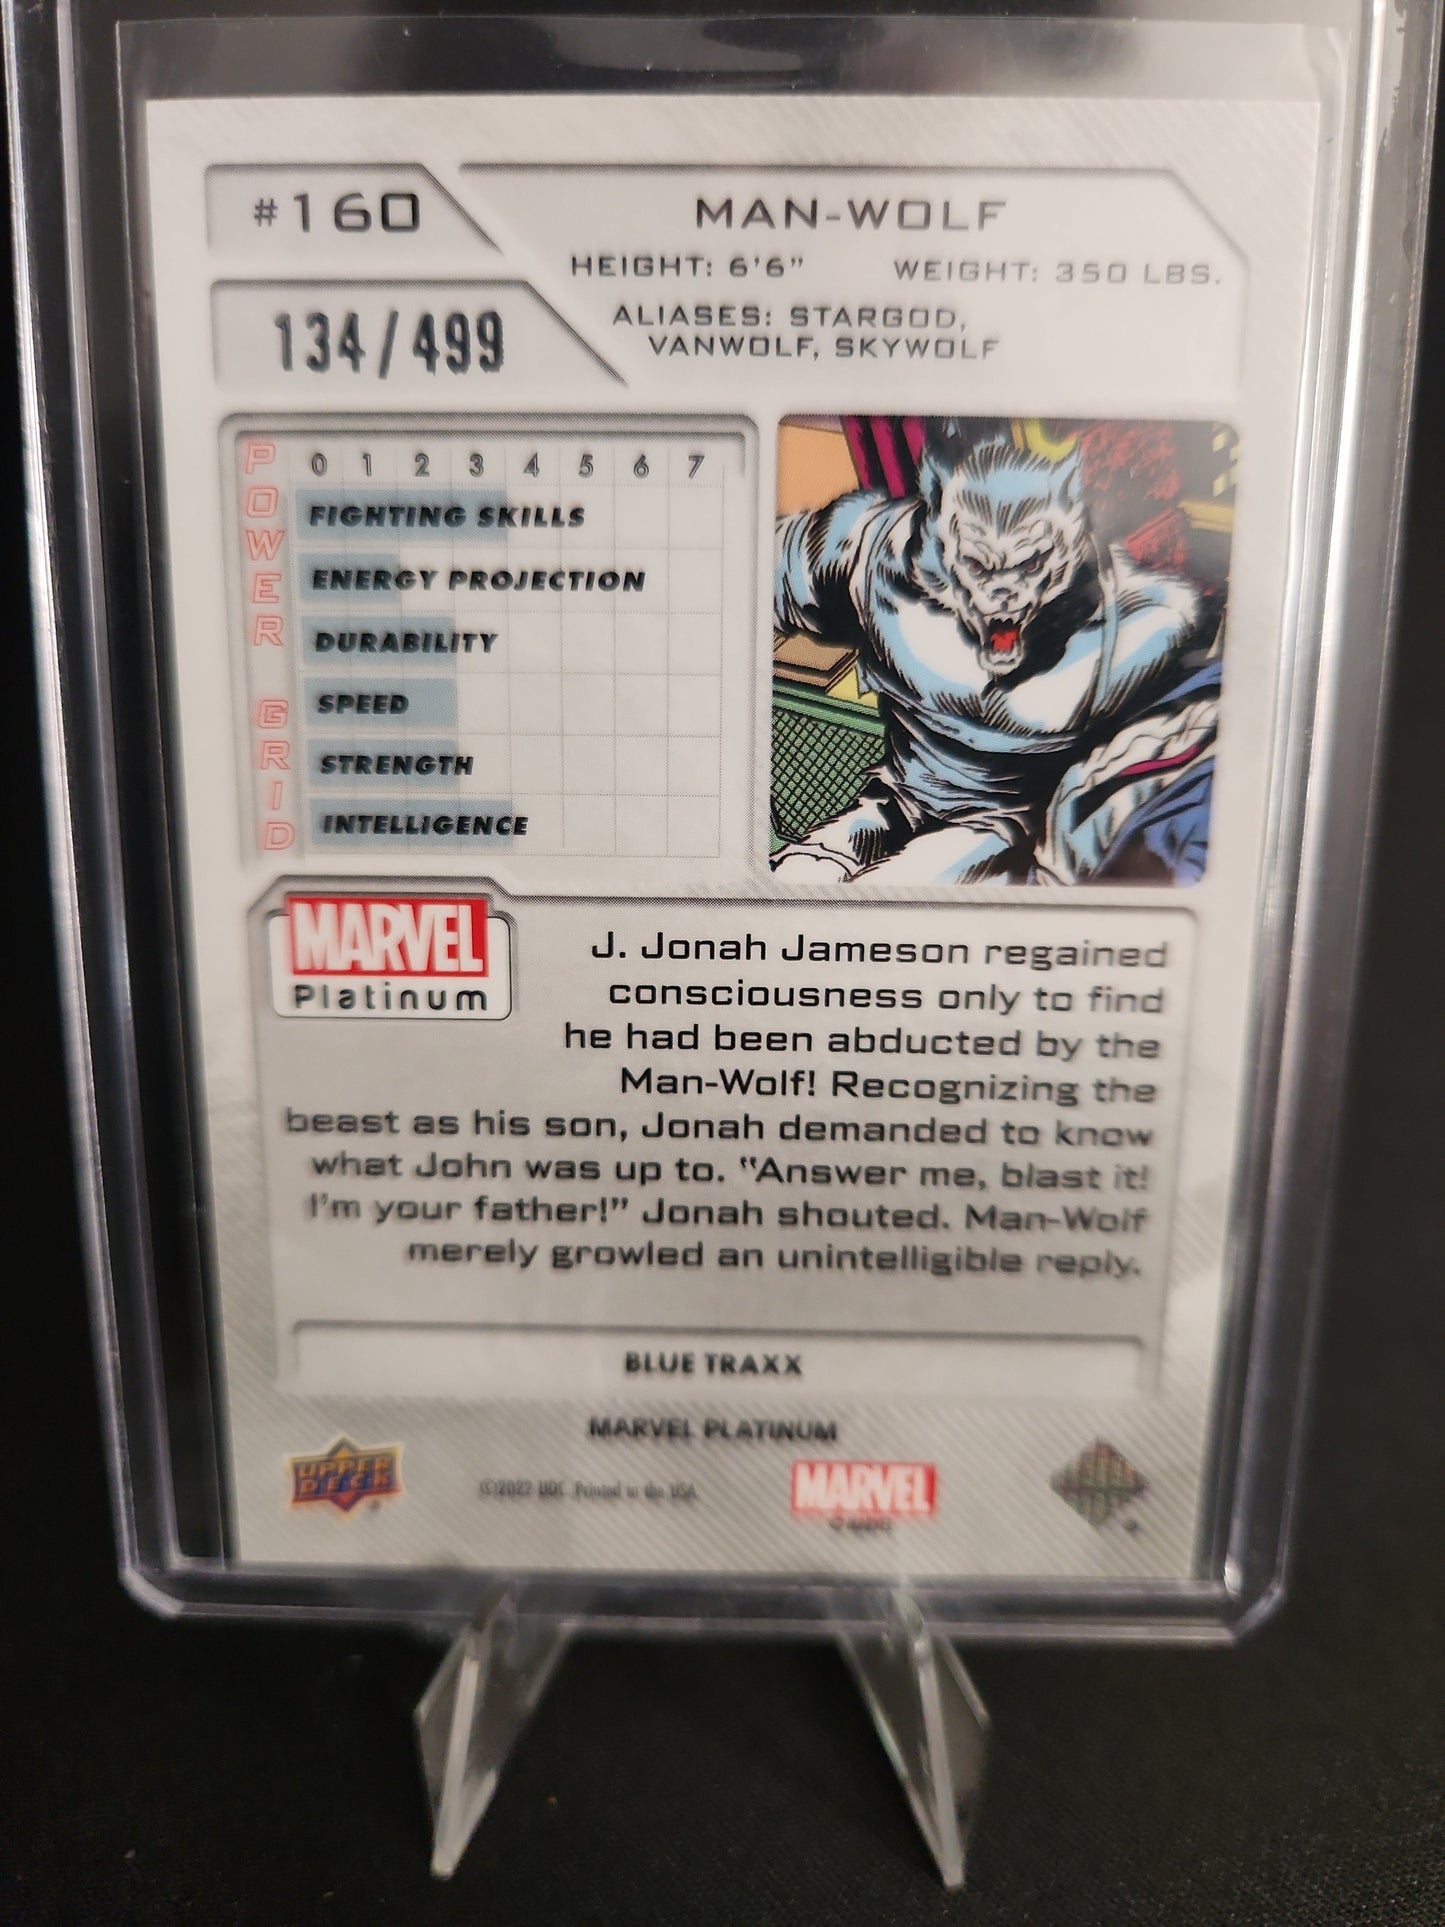 #160
MAN-WOLF
HEIGHT: 6'6" WEIGHT: 350 LBS.
ALIASES: STARGOD,
VANWOLF, SKYWOLF
134/499
POWER GRID
0 1 2 3 4 5 6 7
FIGHTING SKILLS
ENERGY PROJECTION
DURABILITY
SPEED
STRENGTH
INTELLIGENCE
MARVEL
Platinum
J. Jonah Jameson regained
consciousness only to find
he had been abducted by the
Man-Wolf! Recognizing the
beast as his son, Jonah demanded to know
what John was up to. "Answer me, blast it!
I'm your father!" Jonah shouted. Man-Wolf
merely growled an unintelligible reply.
BLUE TRAXX
MARVEL PLATINUM
UPPER
DECK
©2022 UDC. Printed in the USA
MARVEL